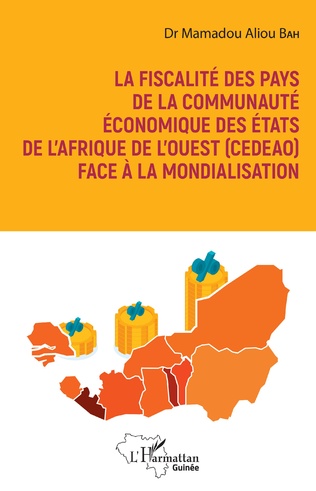 Dr Mamadou Aliou BAH
LA FISCALITÉ DES PAYS
DE LA COMMUNAUTÉ
ÉCONOMIQUE DES ÉTATS
DE L'AFRIQUE DE L'OUEST (CEDEAO)
FACE À LA MONDIALISATION
%
%
%
L'Harmattan
Guinée